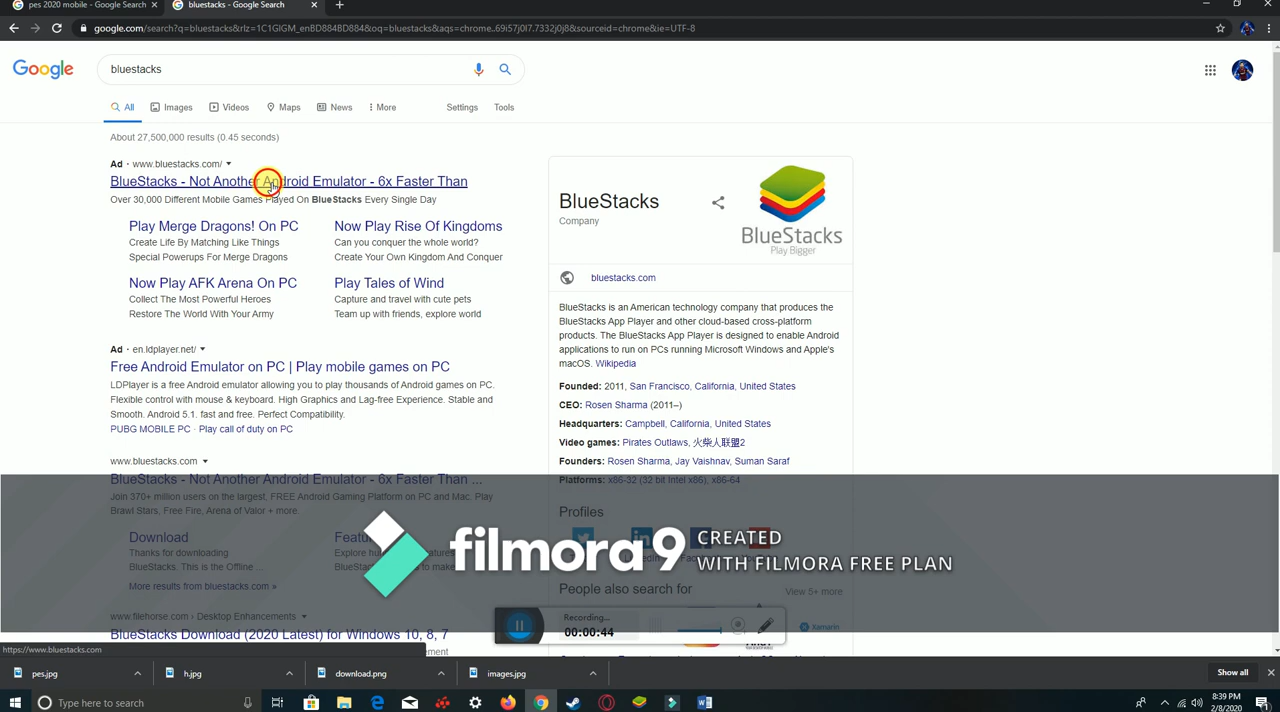 pes 2020 mobile - Google Search
bluestacks - Google Search
google.com/search?q=bluestacks&rlz=1C1GIGM_enBD884BD884&oq=bluestacks&aqs=chrome..69i57j0l7.7332j0j8&sourceid=chrome&ie=UTF-8
Google
bluestacks
All Images Videos Maps News More Settings Tools
About 27,500,000 results (0.45 seconds)
Ad · www.bluestacks.com/
BlueStacks - Not Another Android Emulator - 6x Faster Than
Over 30,000 Different Mobile Games Played On BlueStacks Every Single Day
Play Merge Dragons! On PC
Create Life By Matching Like Things
Special Powerups For Merge Dragons
Now Play Rise Of Kingdoms
Can you conquer the whole world?
Create Your Own Kingdom And Conquer
Now Play AFK Arena On PC
Collect The Most Powerful Heroes
Restore The World With Your Army
Play Tales of Wind
Capture and travel with cute pets
Team up with friends, explore world
Ad · en.ldplayer.net/
Free Android Emulator on PC | Play mobile games on PC
LDPlayer is a free Android emulator allowing you to play thousands of Android games on PC.
Flexible control with mouse & keyboard. High Graphics and Lag-free Experience. Stable and
Smooth. Android 5.1. fast and free. Perfect Compatibility.
PUBG MOBILE PC · Play call of duty on PC
www.bluestacks.com
BlueStacks - Not Another Android Emulator - 6x Faster Than ...
Join 370+ million users on the largest, FREE Android Gaming Platform on PC and Mac. Play
Brawl Stars, Free Fire, Arena of Valor + more.
Download
Thanks for downloading
BlueStacks. This is the Offline ...
More results from bluestacks.com »
www.filehorse.com › Desktop Enhancements
BlueStacks Download (2020 Latest) for Windows 10, 8, 7
BlueStacks
Company
BlueStacks
Play Bigger
bluestacks.com
BlueStacks is an American technology company that produces the
BlueStacks App Player and other cloud-based cross-platform
products. The BlueStacks App Player is designed to enable Android
applications to run on PCs running Microsoft Windows and Apple's
macOS. Wikipedia
Founded: 2011, San Francisco, California, United States
CEO: Rosen Sharma (2011–)
Headquarters: Campbell, California, United States
Video games: Pirates Outlaws, 火柴人联盟2
Founders: Rosen Sharma, Jay Vaishnav, Suman Saraf
Platforms: x86-32 (32 bit Intel x86), x86-64
Profiles
filmora9 CREATED
WITH FILMORA FREE PLAN
People also search for
View 5+ more
Recording...
00:00:44
Xamarin
https://www.bluestacks.com
pes.jpg
h.jpg
download.png
images.jpg
Show all
Type here to search
8:39 PM
2/8/2020